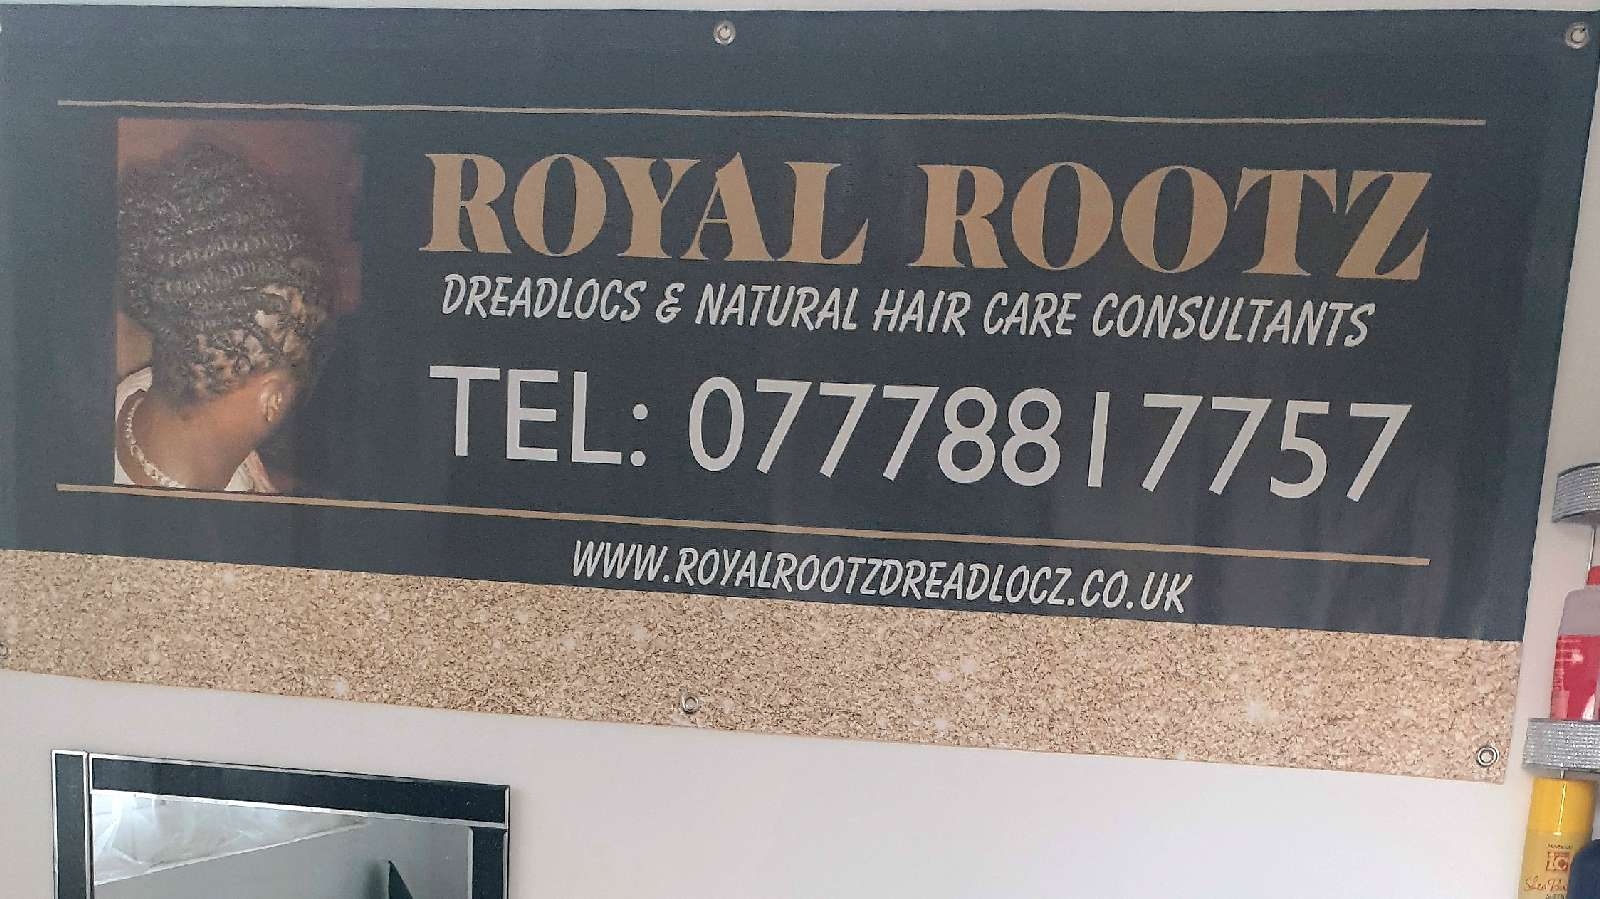 ROYAL ROOTZ
DREADLOCS & NATURAL HAIR CARE CONSULTANTS
TEL: 07778817757
WWW.ROYALROOTZDREADLOCZ.CO.UK